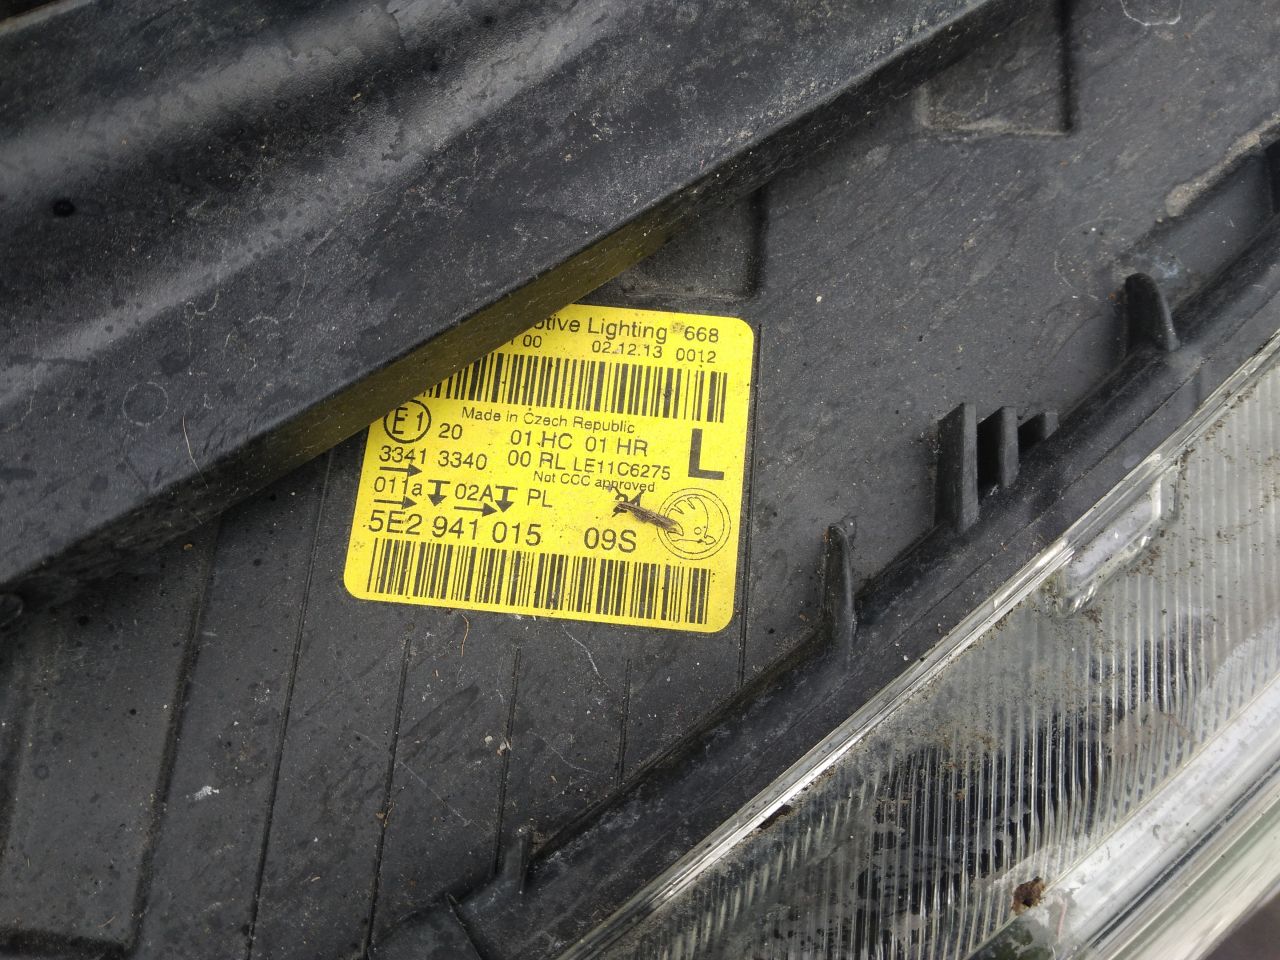 Lighting 668
00 02.12.13 0012
Made in Czech Republic
E1 20 01 HC 01 HR L
3341 3340 00 RL LE11C6275
Not CCC approved
011a 02A PL
5E2 941 015 09S